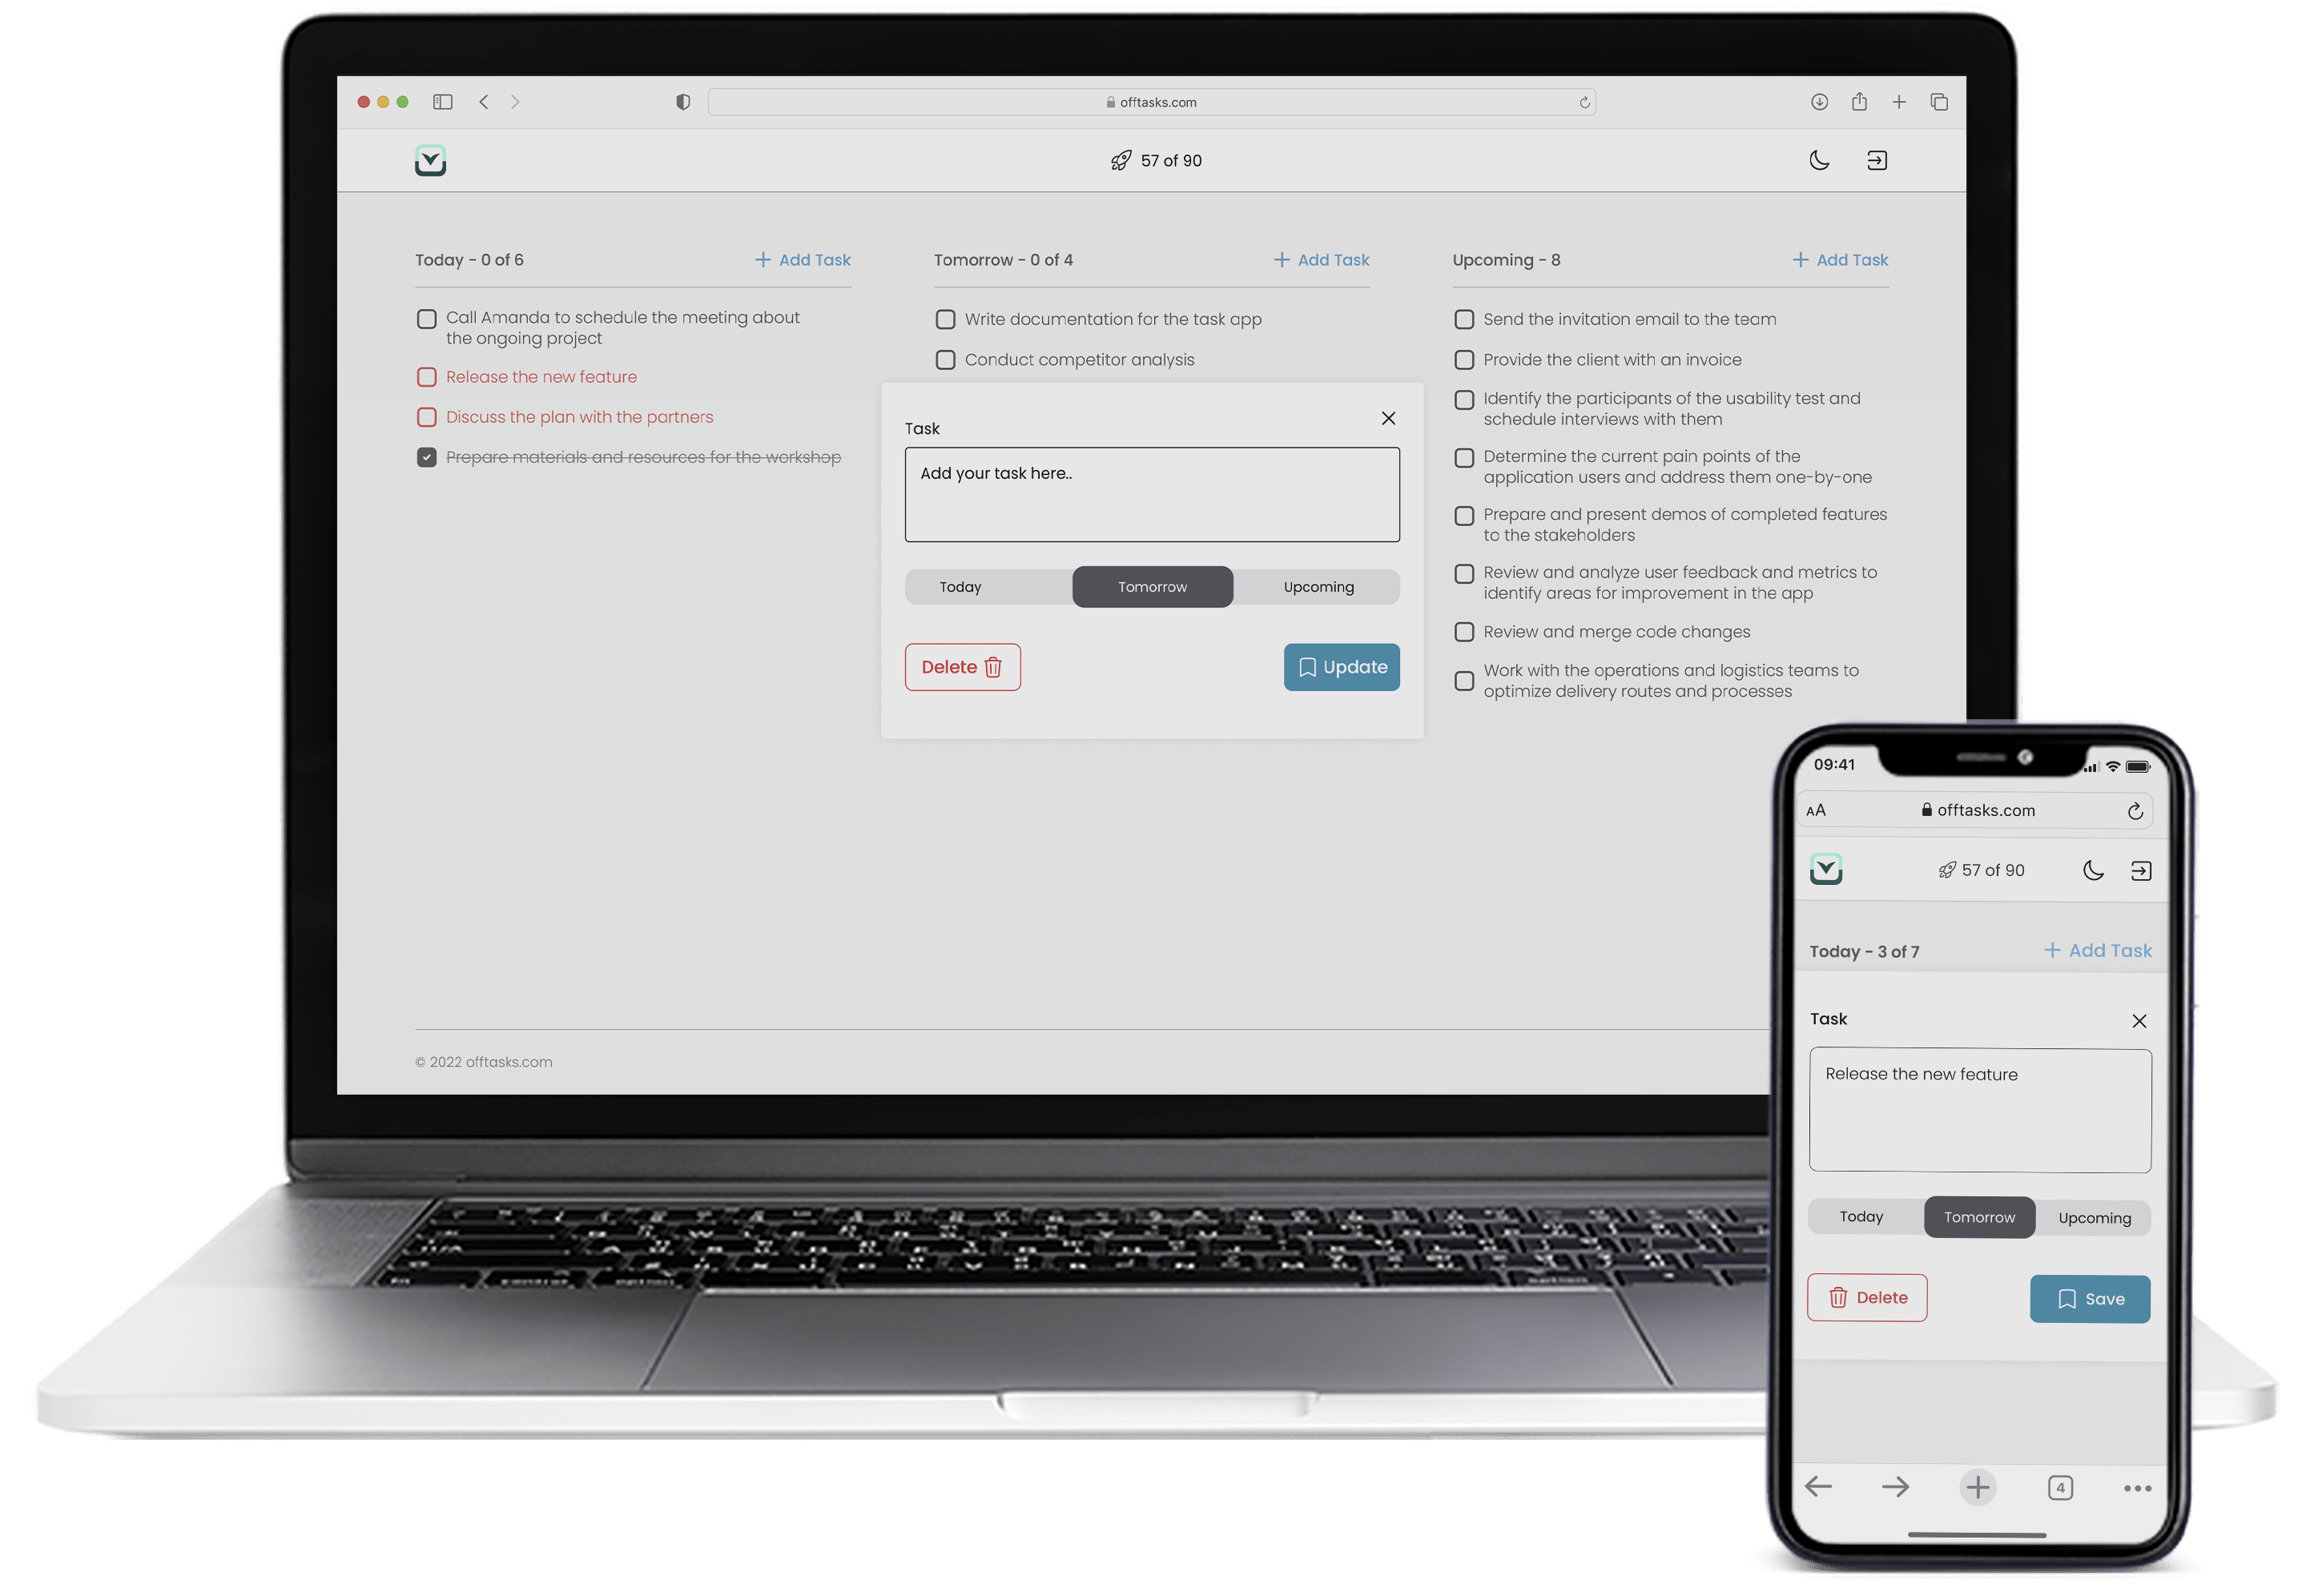 offtasks.com
57 of 90
Today - 0 of 6
+ Add Task
Tomorrow - 0 of 4
+ Add Task
Upcoming - 8
+ Add Task
Call Amanda to schedule the meeting about
the ongoing project
Release the new feature
Discuss the plan with the partners
Prepare materials and resources for the workshop
Write documentation for the task app
Conduct competitor analysis
Task
Add your task here..
Today
Tomorrow
Upcoming
Delete
Update
Send the invitation email to the team
Provide the client with an invoice
Identify the participants of the usability test and
schedule interviews with them
Determine the current pain points of the
application users and address them one-by-one
Prepare and present demos of completed features
to the stakeholders
Review and analyze user feedback and metrics to
identify areas for improvement in the app
Review and merge code changes
Work with the operations and logistics teams to
optimize delivery routes and processes
© 2022 offtasks.com
09:41
AA
offtasks.com
57 of 90
Today - 3 of 7
+ Add Task
Task
Release the new feature
Today
Tomorrow
Upcoming
Delete
Save
4